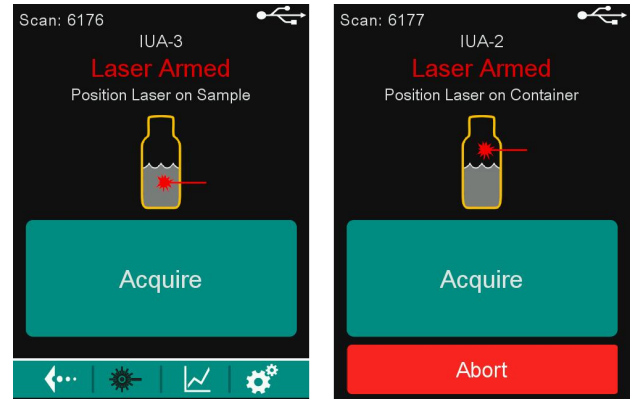 Scan: 6176
IUA-3
Laser Armed
Position Laser on Sample
Acquire
Scan: 6177
IUA-2
Laser Armed
Position Laser on Container
Acquire
Abort